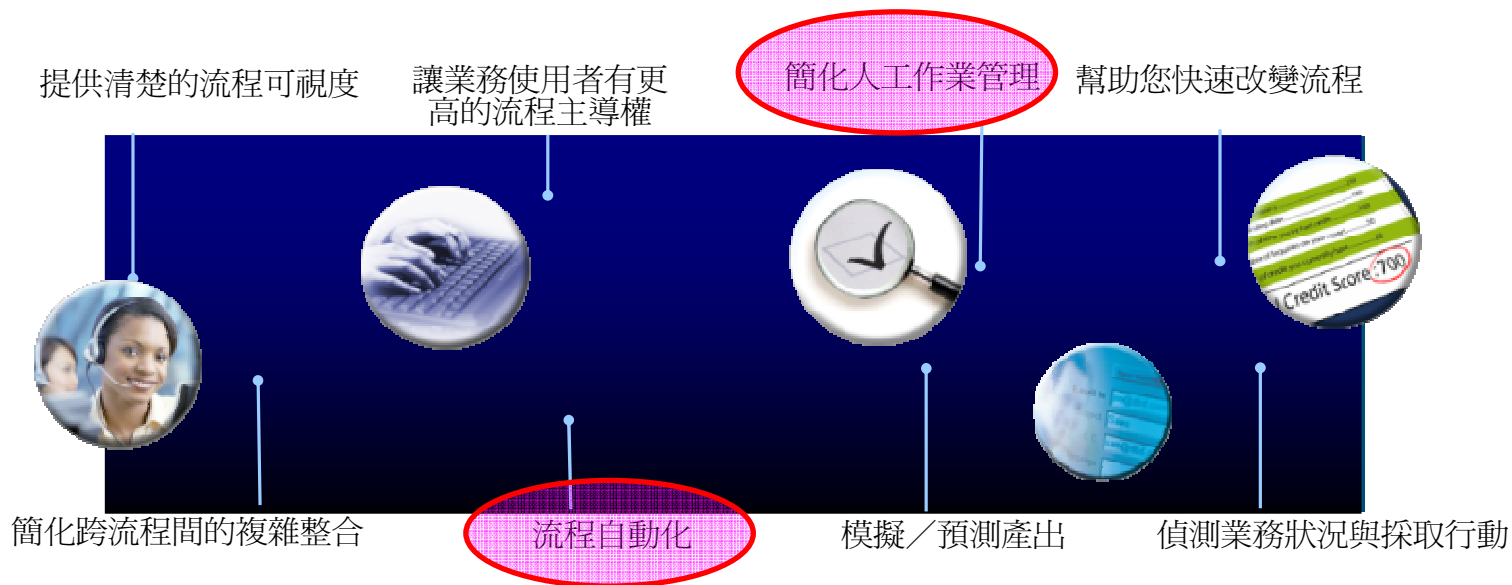 提供清楚的流程可視度
讓業務使用者有更
高的流程主導權
簡化人工作業管理
幫助您快速改變流程
Credit Score :700
簡化跨流程間的複雜整合
流程自動化
模擬／預測產出
偵測業務狀況與採取行動